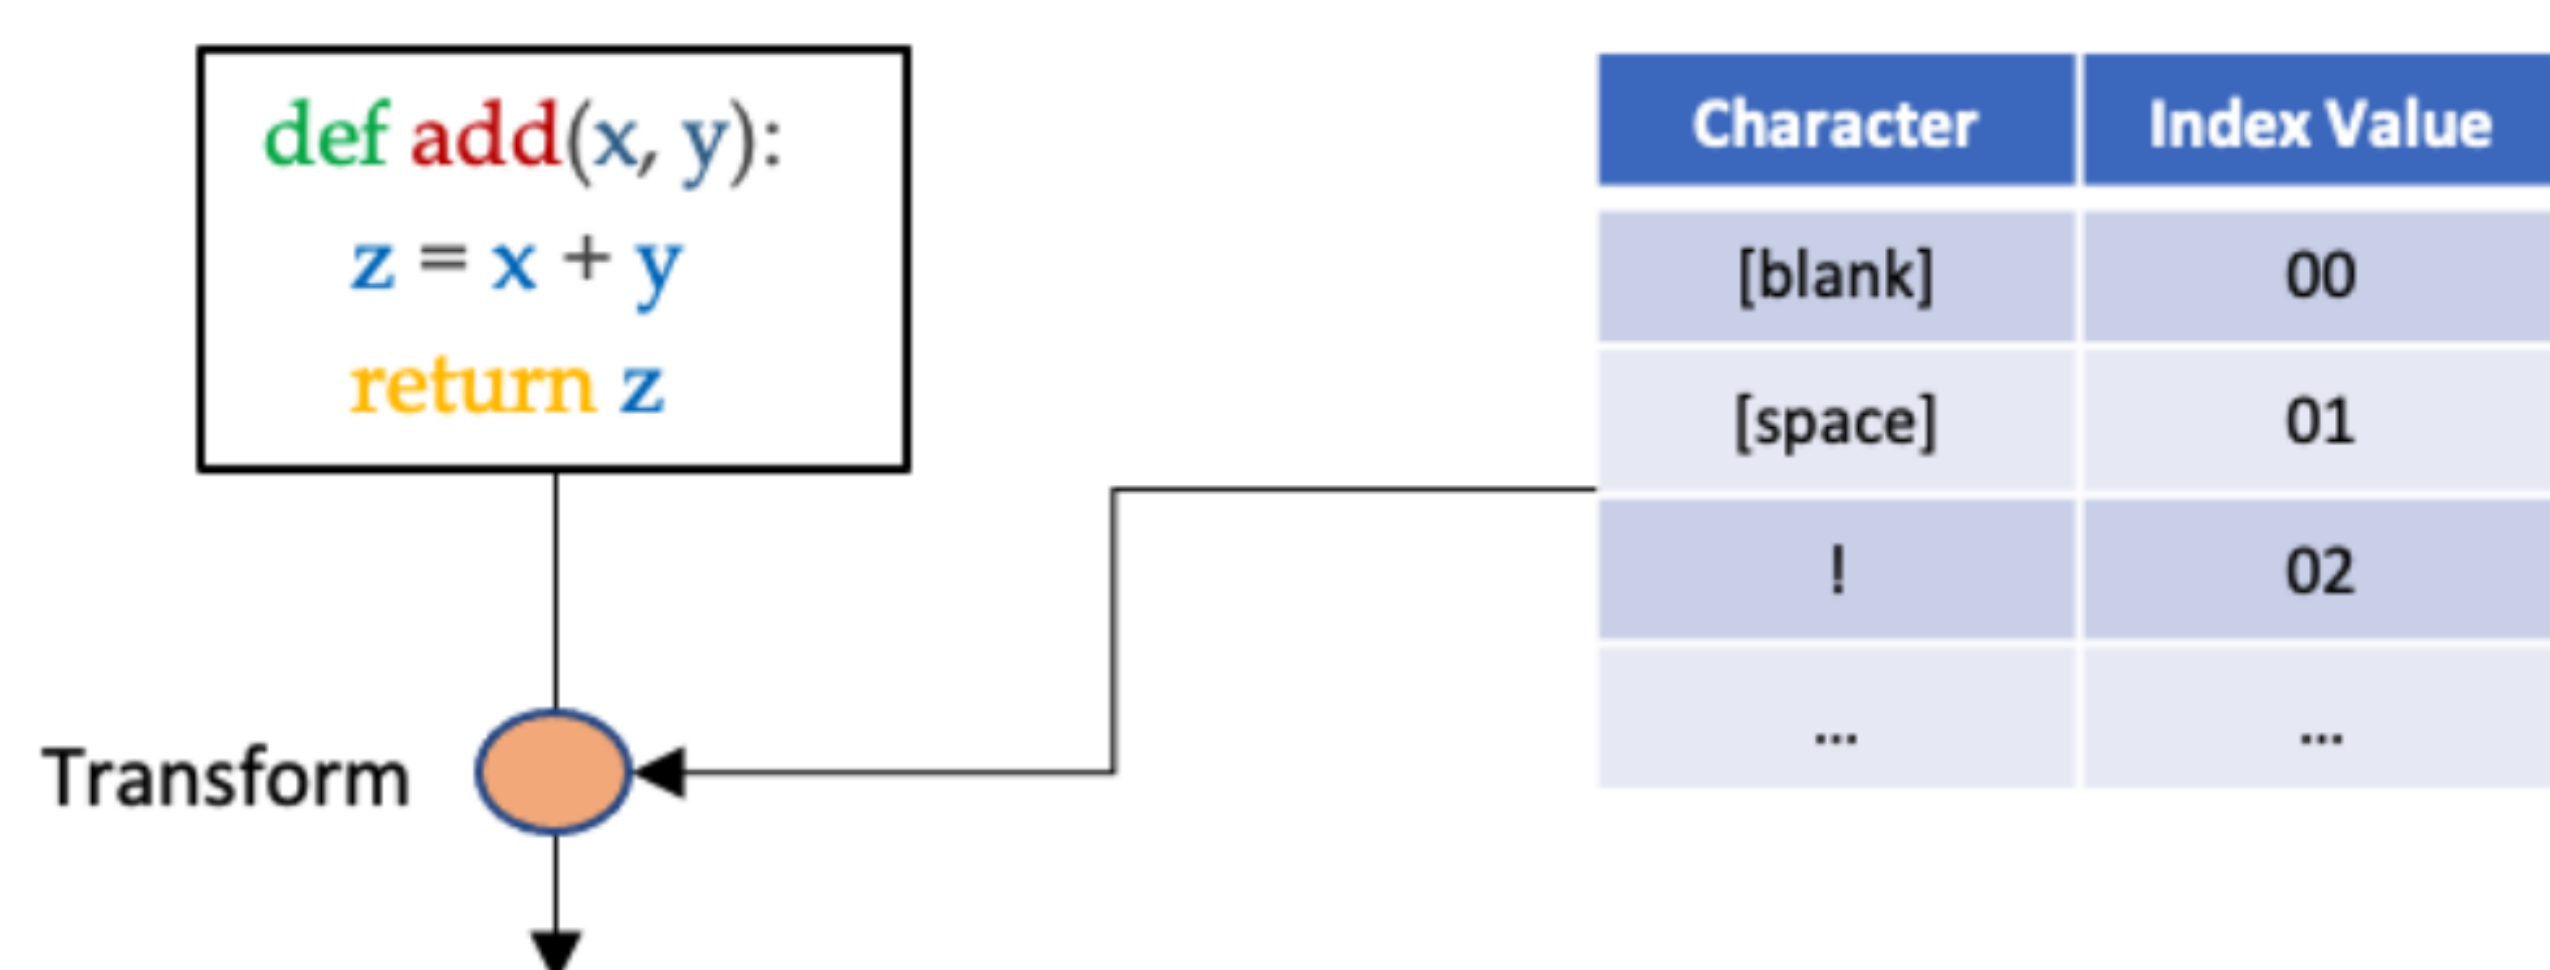 def add(x, y):
z = x + y
return z
Transform
Character Index Value
[blank] 00
[space] 01
! 02
... ...